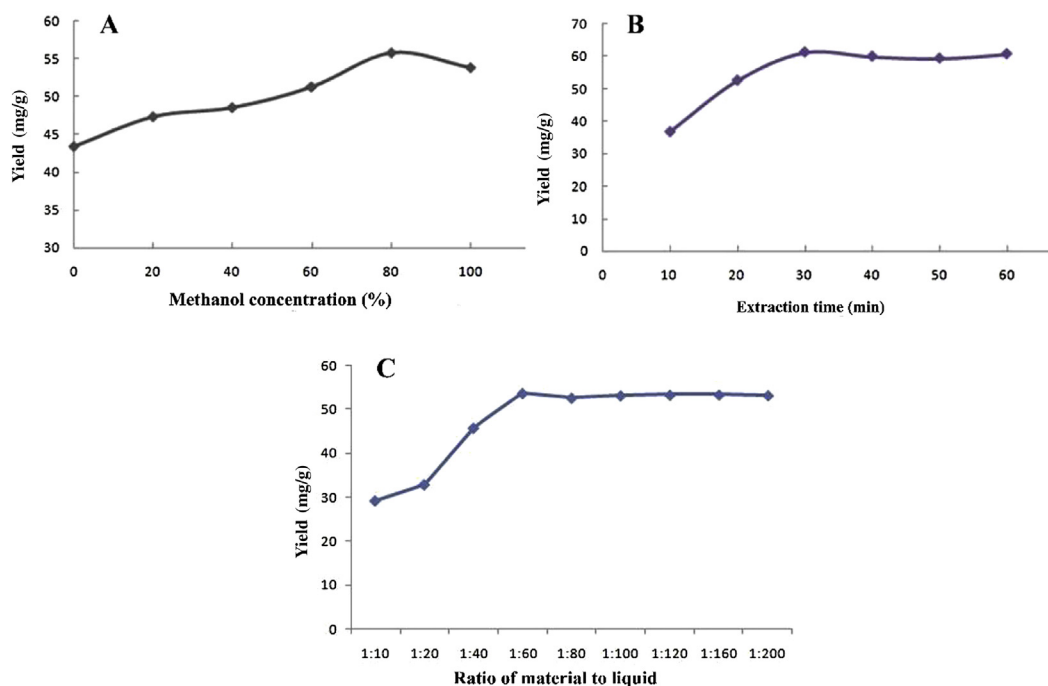 A
60
55
50
45
40
35
30
Yield (mg/g)
0 20 40 60 80 100
Methanol concentration (%)
B
70
60
50
40
30
20
10
0
Yield (mg/g)
0 10 20 30 40 50 60
Extraction time (min)
C
60
50
40
30
20
10
0
Yield (mg/g)
1:10 1:20 1:40 1:60 1:80 1:100 1:120 1:160 1:200
Ratio of material to liquid